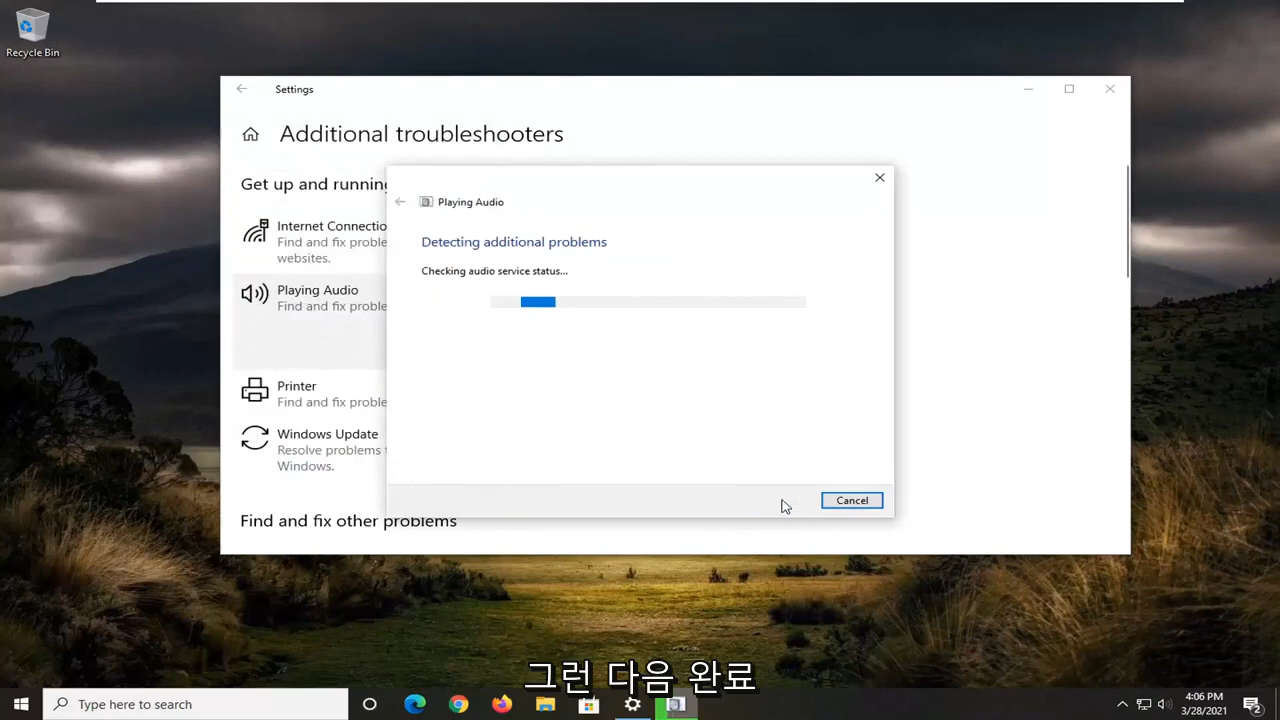 Recycle Bin
Settings
Additional troubleshooters
Get up and running
Internet Connectio
Find and fix proble
websites.
Playing Audio
Find and fix proble
Printer
Find and fix proble
Windows Update
Resolve problems t
Windows.
Find and fix other problems
Playing Audio
Detecting additional problems
Checking audio service status...
Cancel
그런 다음 완료
Type here to search
4:06 PM
3/28/2021
2